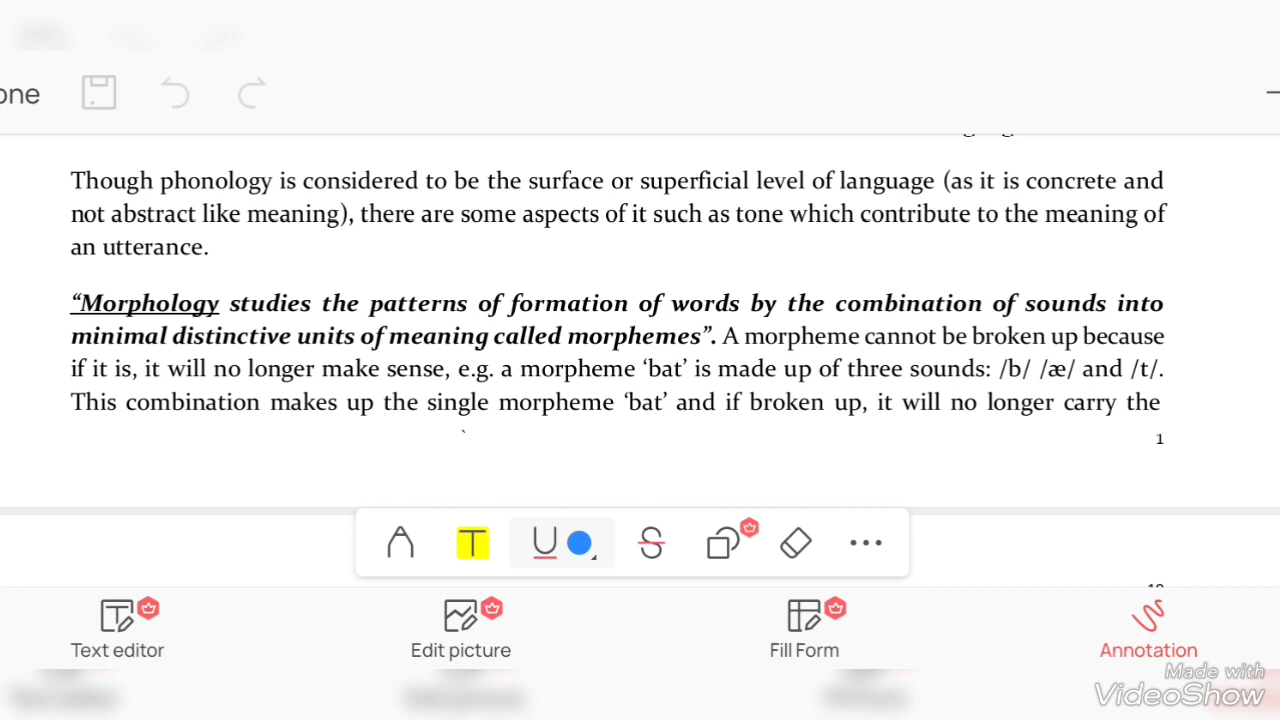 one
Though phonology is considered to be the surface or superficial level of language (as it is concrete and
not abstract like meaning), there are some aspects of it such as tone which contribute to the meaning of
an utterance.
“Morphology studies the patterns of formation of words by the combination of sounds into
minimal distinctive units of meaning called morphemes”. A morpheme cannot be broken up because
if it is, it will no longer make sense, e.g. a morpheme ‘bat’ is made up of three sounds: /b/ /æ/ and /t/.
This combination makes up the single morpheme ‘bat’ and if broken up, it will no longer carry the
` 1
T U S
Text editor Edit picture Fill Form Annotation
Made with
VideoShow